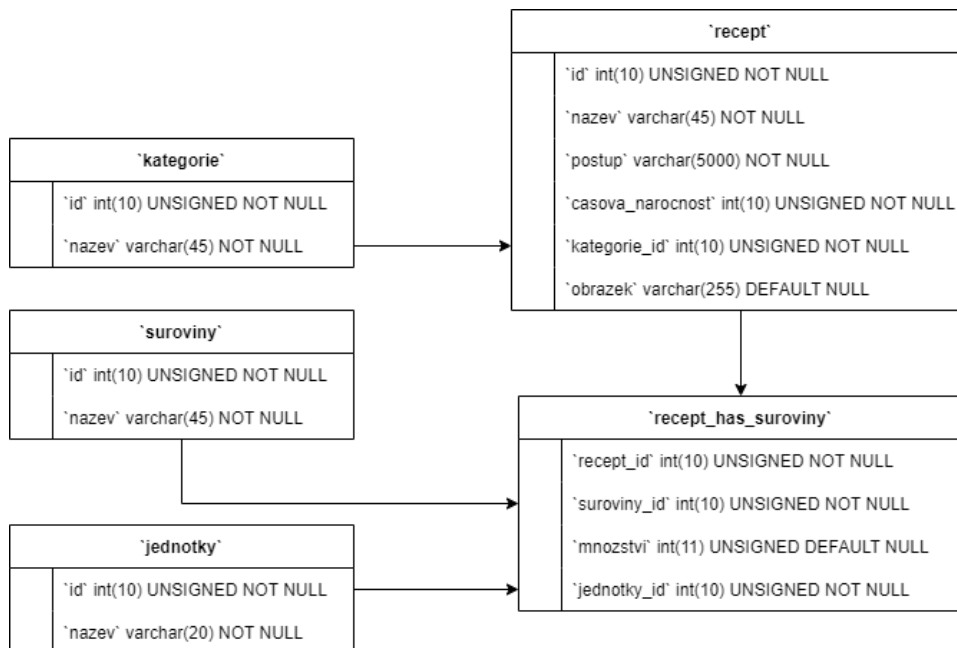 `recept`
`id` int(10) UNSIGNED NOT NULL
`nazev` varchar(45) NOT NULL
`postup` varchar(5000) NOT NULL
`casova_narocnost` int(10) UNSIGNED NOT NULL
`kategorie_id` int(10) UNSIGNED NOT NULL
`obrazek` varchar(255) DEFAULT NULL
`kategorie`
`id` int(10) UNSIGNED NOT NULL
`nazev` varchar(45) NOT NULL
`suroviny`
`id` int(10) UNSIGNED NOT NULL
`nazev` varchar(45) NOT NULL
`recept_has_suroviny`
`recept_id` int(10) UNSIGNED NOT NULL
`suroviny_id` int(10) UNSIGNED NOT NULL
`mnozstvi` int(11) UNSIGNED DEFAULT NULL
`jednotky_id` int(10) UNSIGNED NOT NULL
`jednotky`
`id` int(10) UNSIGNED NOT NULL
`nazev` varchar(20) NOT NULL